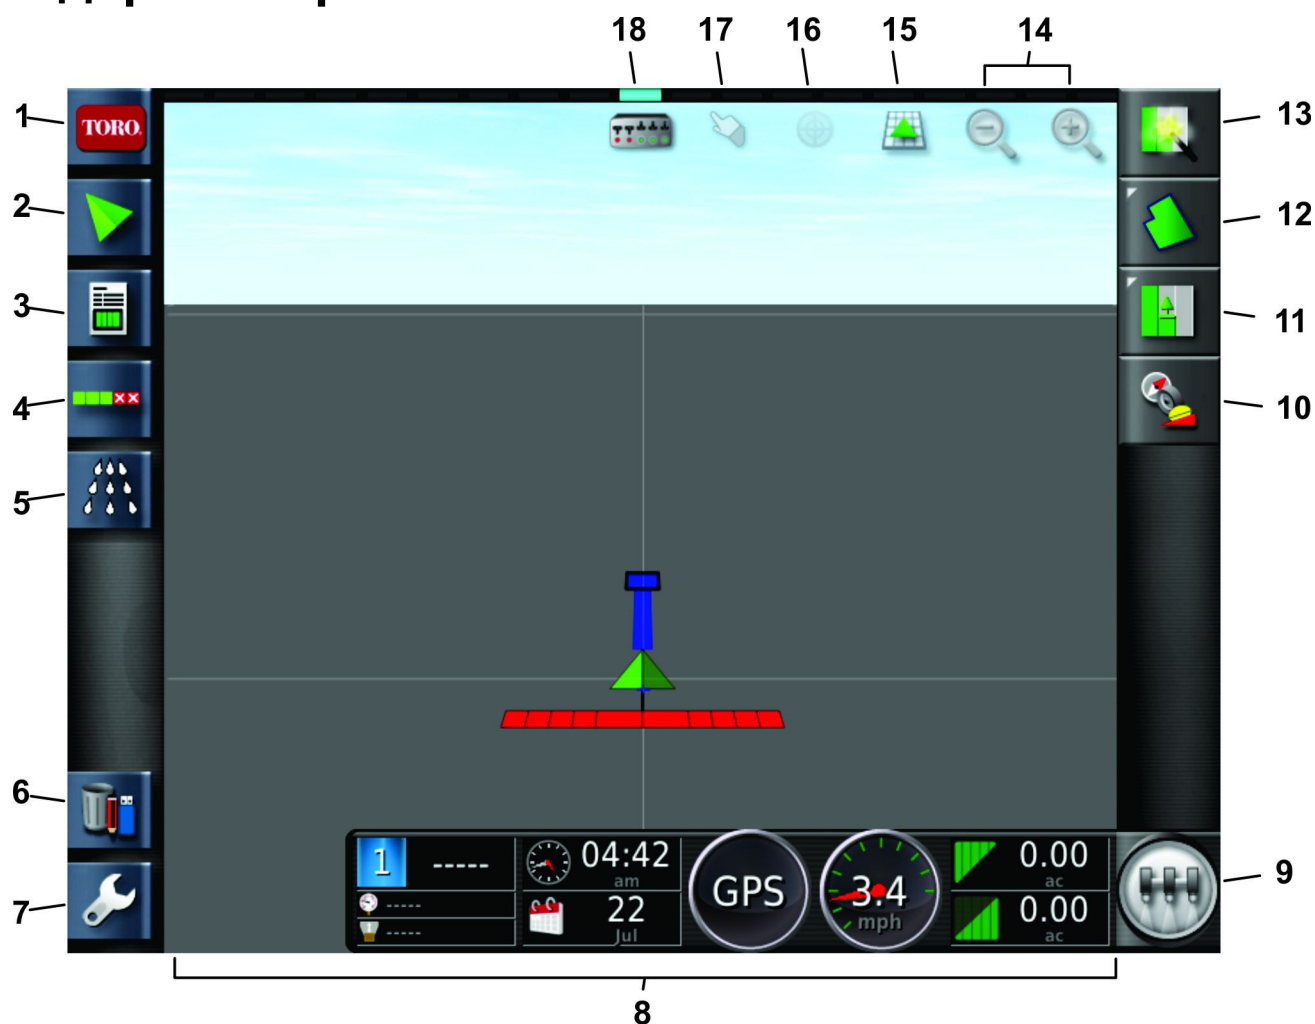 18 17 16 15 14
1 TORO. 13
2 12
3 11
4 10
5
6
7
1 ----- 04:42 am GPS 3.4 mph 0.00 ac 9
----- 22 Jul 0.00 ac
-----
8